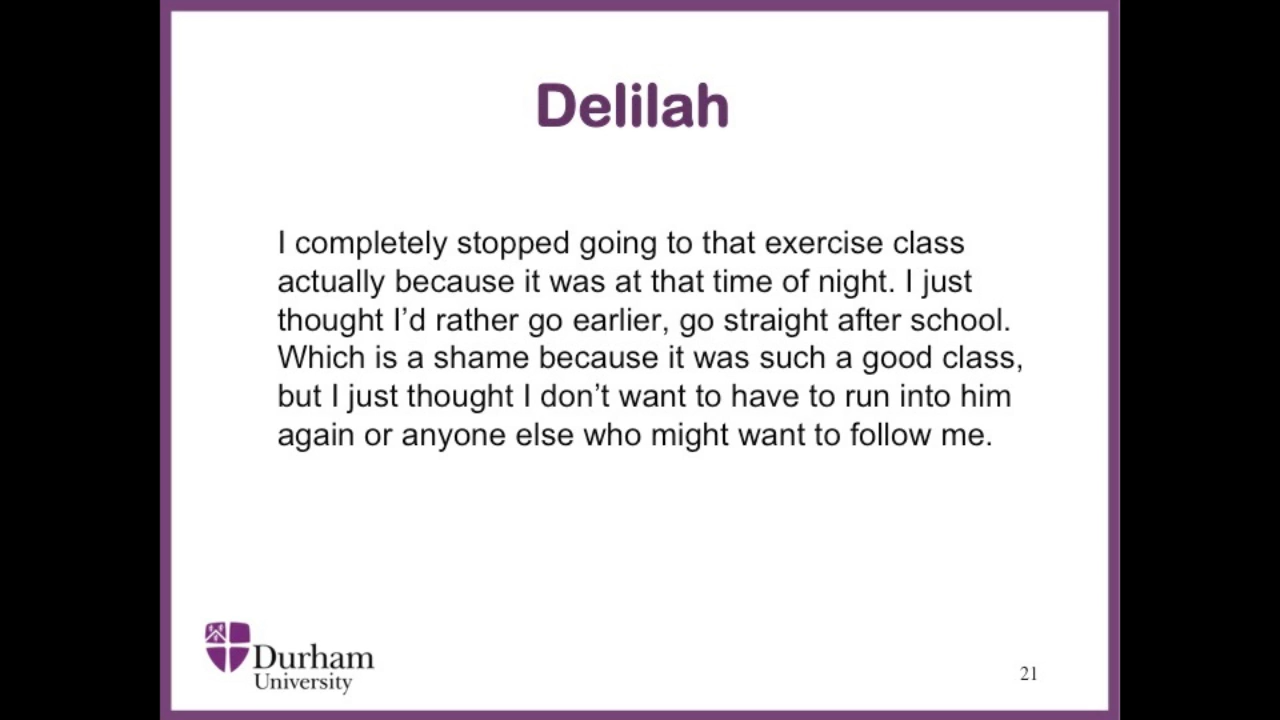 Delilah
I completely stopped going to that exercise class
actually because it was at that time of night. I just
thought I’d rather go earlier, go straight after school.
Which is a shame because it was such a good class,
but I just thought I don’t want to have to run into him
again or anyone else who might want to follow me.
Durham
University
21